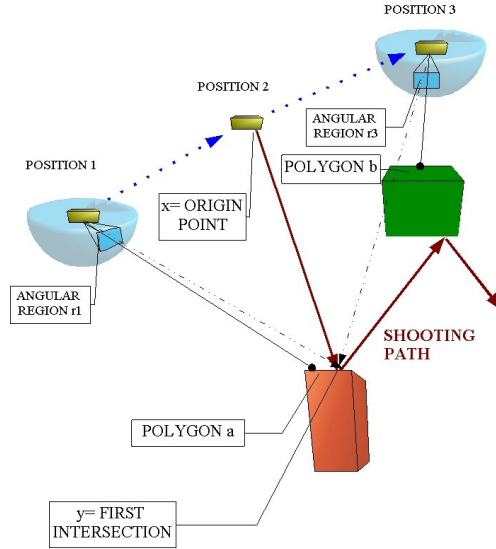 POSITION 3
POSITION 2
ANGULAR
REGION r3
POSITION 1
POLYGON b
x= ORIGIN
POINT
ANGULAR
REGION r1
SHOOTING
PATH
POLYGON a
y= FIRST
INTERSECTION